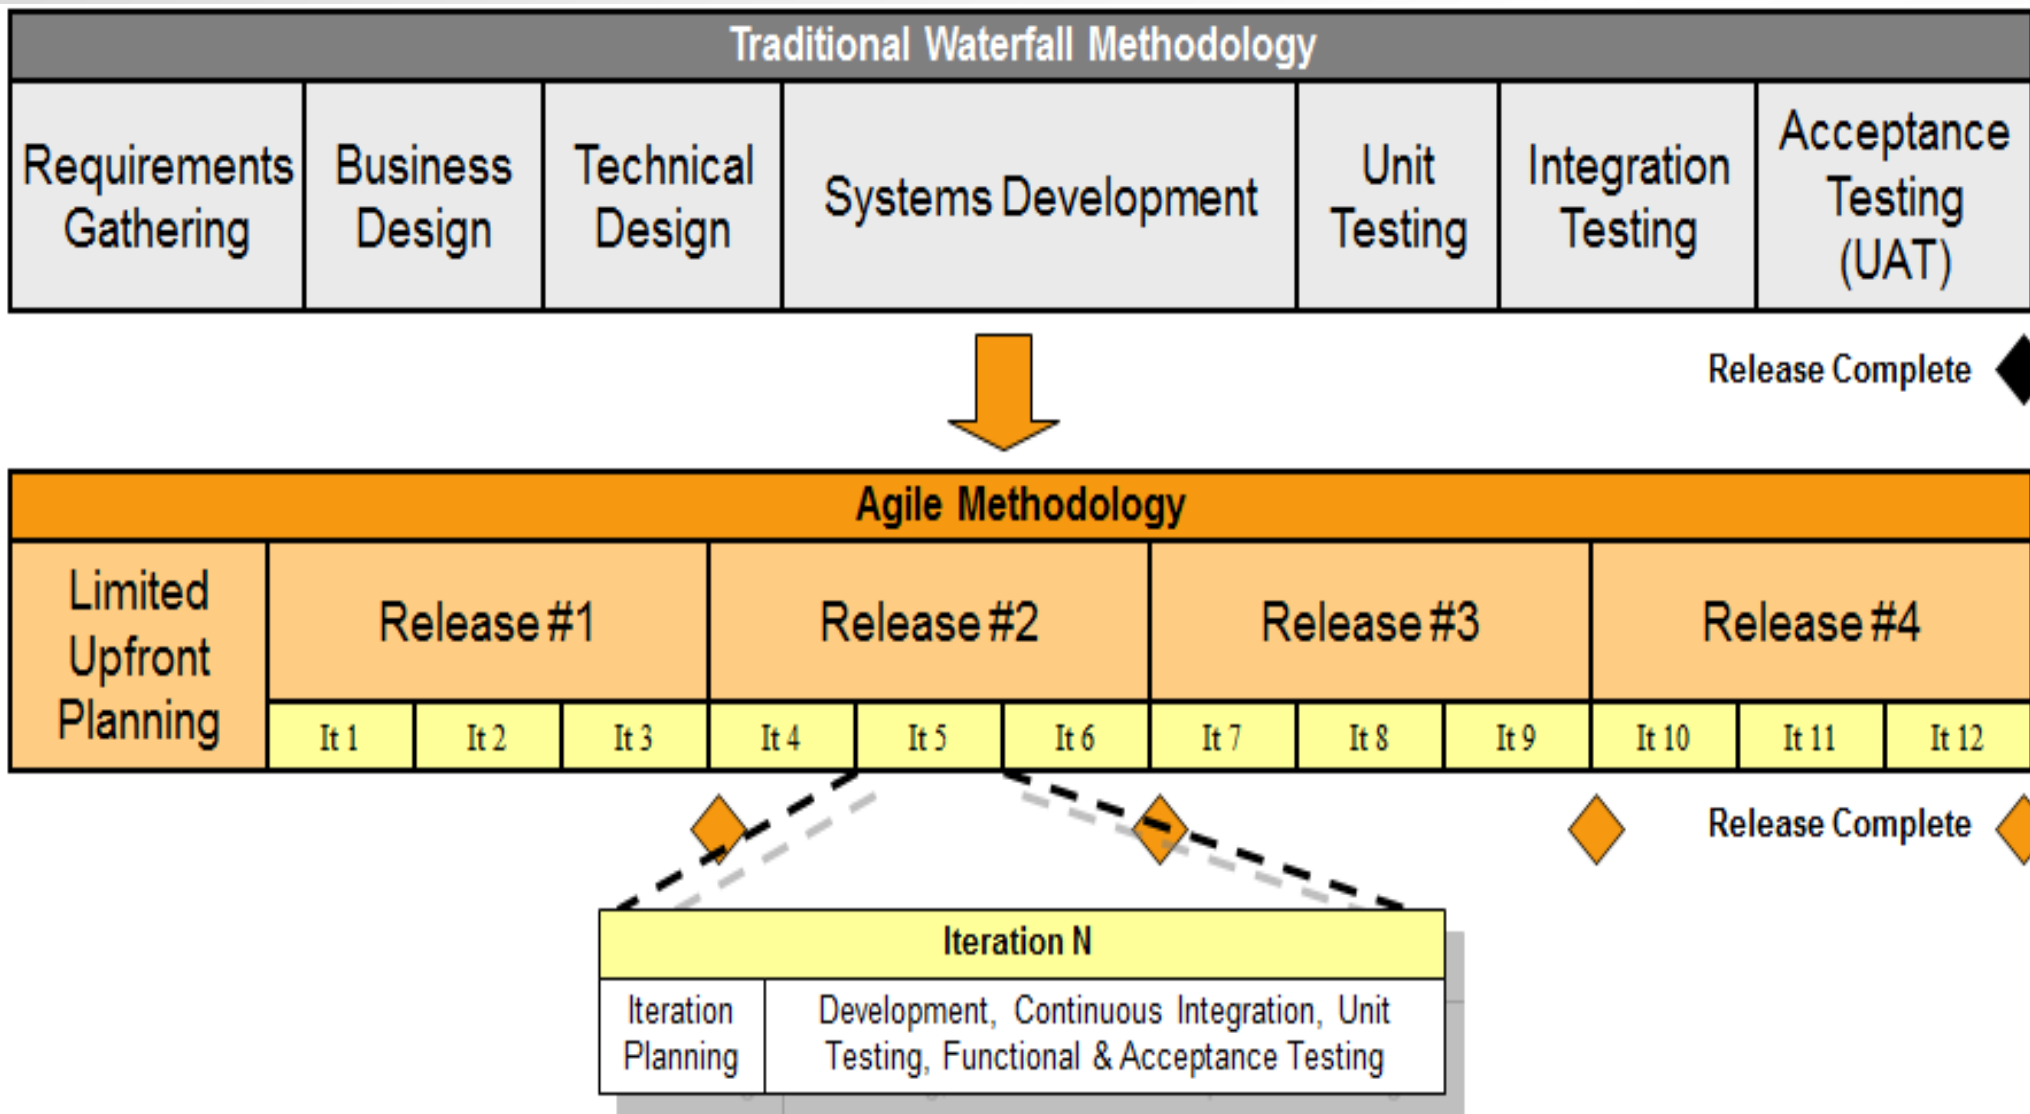 Traditional Waterfall Methodology
Requirements
Gathering
Business
Design
Technical
Design
Systems Development
Unit
Testing
Integration
Testing
Acceptance
Testing
(UAT)
Release Complete
Agile Methodology
Limited
Upfront
Planning
Release #1
Release #2
Release #3
Release #4
It 1
It 2
It 3
It 4
It 5
It 6
It 7
It 8
It 9
It 10
It 11
It 12
Release Complete
Iteration N
Iteration
Planning
Development, Continuous Integration, Unit
Testing, Functional & Acceptance Testing